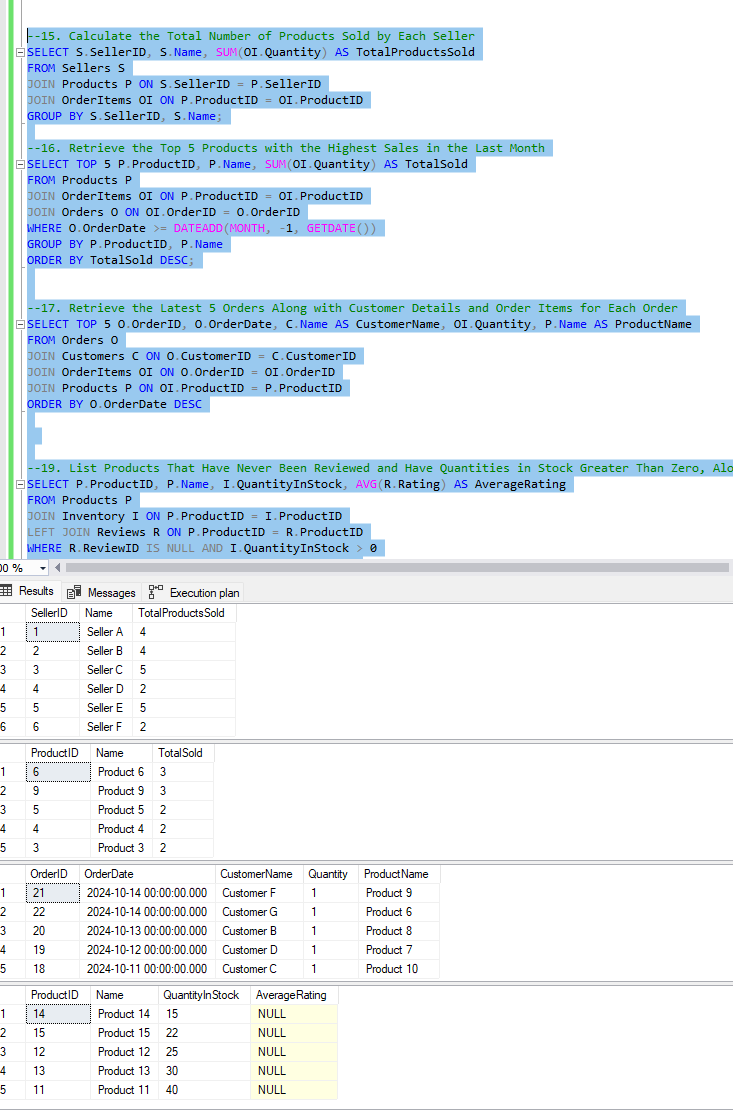 --15. Calculate the Total Number of Products Sold by Each Seller
SELECT S.SellerID, S.Name, SUM(OI.Quantity) AS TotalProductsSold
FROM Sellers S
JOIN Products P ON S.SellerID = P.SellerID
JOIN OrderItems OI ON P.ProductID = OI.ProductID
GROUP BY S.SellerID, S.Name;
--16. Retrieve the Top 5 Products with the Highest Sales in the Last Month
SELECT TOP 5 P.ProductID, P.Name, SUM(OI.Quantity) AS TotalSold
FROM Products P
JOIN OrderItems OI ON P.ProductID = OI.ProductID
JOIN Orders O ON OI.OrderID = O.OrderID
WHERE O.OrderDate >= DATEADD(MONTH, -1, GETDATE())
GROUP BY P.ProductID, P.Name
ORDER BY TotalSold DESC;
--17. Retrieve the Latest 5 Orders Along with Customer Details and Order Items for Each Order
SELECT TOP 5 O.OrderID, O.OrderDate, C.Name AS CustomerName, OI.Quantity, P.Name AS ProductName
FROM Orders O
JOIN Customers C ON O.CustomerID = C.CustomerID
JOIN OrderItems OI ON O.OrderID = OI.OrderID
JOIN Products P ON OI.ProductID = P.ProductID
ORDER BY O.OrderDate DESC
--19. List Products That Have Never Been Reviewed and Have Quantities in Stock Greater Than Zero, Alo
SELECT P.ProductID, P.Name, I.QuantityInStock, AVG(R.Rating) AS AverageRating
FROM Products P
JOIN Inventory I ON P.ProductID = I.ProductID
LEFT JOIN Reviews R ON P.ProductID = R.ProductID
WHERE R.ReviewID IS NULL AND I.QuantityInStock > 0
00 %
Results Messages Execution plan
SellerID Name TotalProductsSold
1 1 Seller A 4
2 2 Seller B 4
3 3 Seller C 5
4 4 Seller D 2
5 5 Seller E 5
6 6 Seller F 2
ProductID Name TotalSold
1 6 Product 6 3
2 9 Product 9 3
3 5 Product 5 2
4 4 Product 4 2
5 3 Product 3 2
OrderID OrderDate CustomerName Quantity ProductName
1 21 2024-10-14 00:00:00.000 Customer F 1 Product 9
2 22 2024-10-14 00:00:00.000 Customer G 1 Product 6
3 20 2024-10-13 00:00:00.000 Customer B 1 Product 8
4 19 2024-10-12 00:00:00.000 Customer D 1 Product 7
5 18 2024-10-11 00:00:00.000 Customer C 1 Product 10
ProductID Name QuantityInStock AverageRating
1 14 Product 14 15 NULL
2 15 Product 15 22 NULL
3 12 Product 12 25 NULL
4 13 Product 13 30 NULL
5 11 Product 11 40 NULL